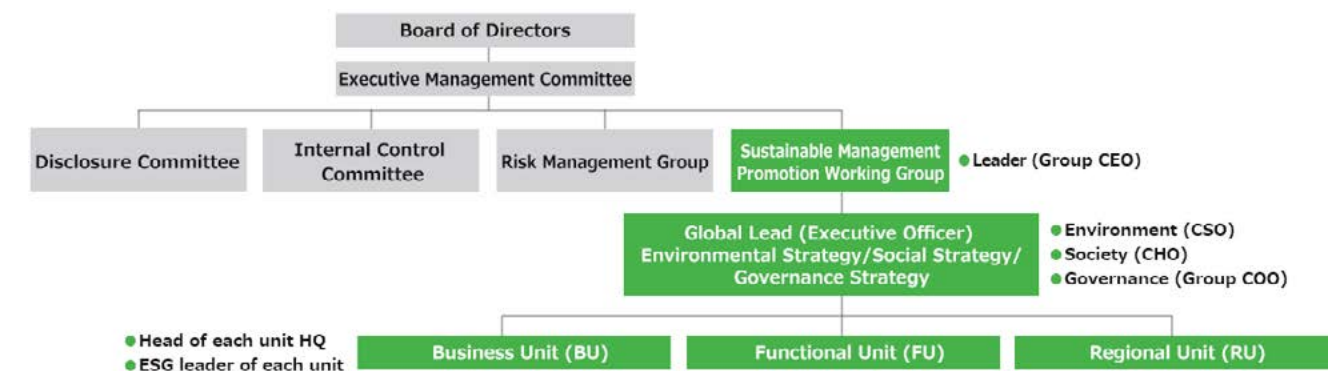 Board of Directors
Executive Management Committee
Disclosure Committee
Internal Control
Committee
Risk Management Group
Sustainable Management
Promotion Working Group
●Leader (Group CEO)
Global Lead (Executive Officer)
Environmental Strategy/Social Strategy/
Governance Strategy
●Environment (CSO)
●Society (CHO)
●Governance (Group COO)
●Head of each unit HQ
●ESG leader of each unit
Business Unit (BU)
Functional Unit (FU)
Regional Unit (RU)